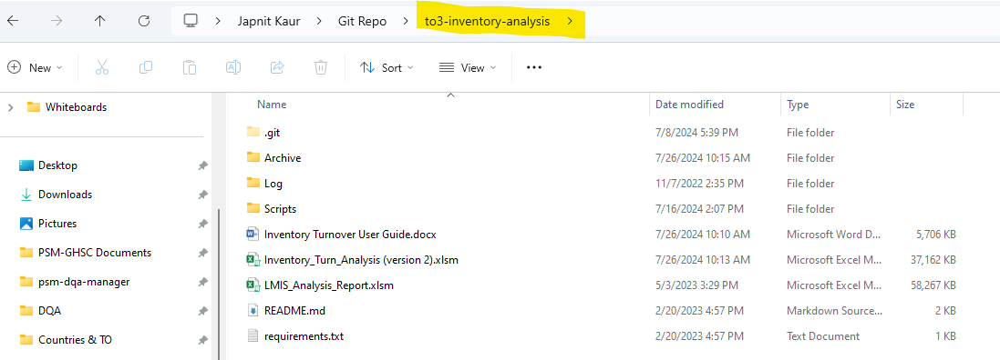 Japnit Kaur > Git Repo > to3-inventory-analysis >
New Sort View ...
Whiteboards
Desktop
Downloads
Pictures
PSM-GHSC Documents
psm-dqa-manager
DQA
Countries & TO
Name Date modified Type Size
.git 7/8/2024 5:39 PM File folder
Archive 7/26/2024 10:15 AM File folder
Log 11/7/2022 2:35 PM File folder
Scripts 7/16/2024 2:07 PM File folder
Inventory Turnover User Guide.docx 7/26/2024 10:10 AM Microsoft Word D... 5,706 KB
Inventory_Turn_Analysis (version 2).xlsm 7/26/2024 10:13 AM Microsoft Excel M... 37,162 KB
LMIS_Analysis_Report.xlsm 5/3/2023 3:29 PM Microsoft Excel M... 58,267 KB
README.md 2/20/2023 4:57 PM Markdown Source... 2 KB
requirements.txt 2/20/2023 4:57 PM Text Document 1 KB